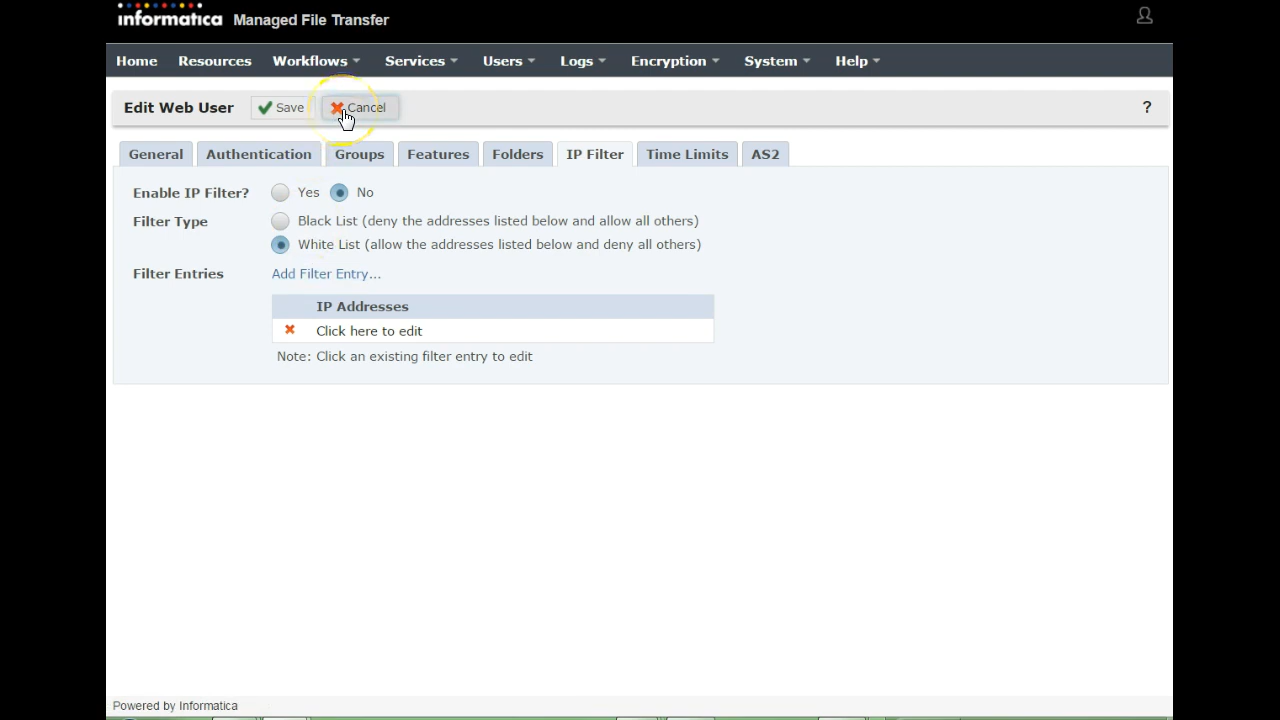 informatica Managed File Transfer
Home Resources Workflows Services Users Logs Encryption System Help
Edit Web User Save Cancel ?
General Authentication Groups Features Folders IP Filter Time Limits AS2
Enable IP Filter? Yes No
Filter Type Black List (deny the addresses listed below and allow all others)
White List (allow the addresses listed below and deny all others)
Filter Entries Add Filter Entry...
IP Addresses
Click here to edit
Note: Click an existing filter entry to edit
Powered by Informatica